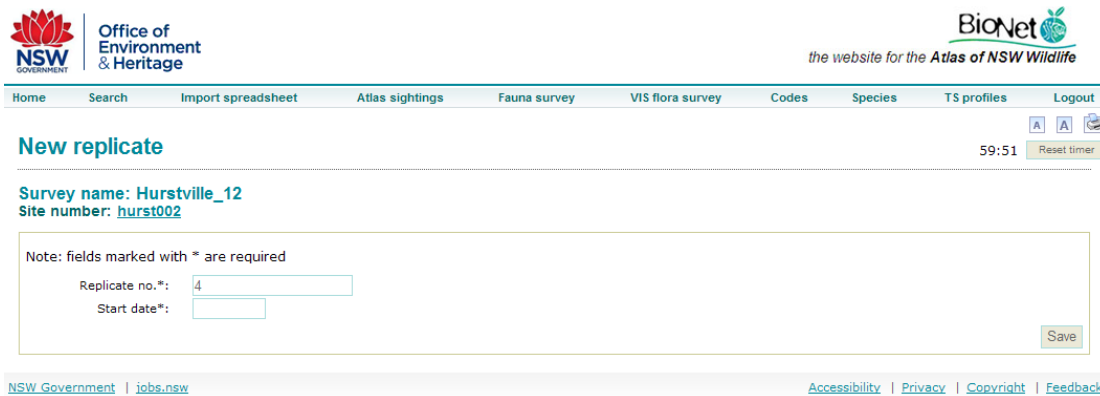 NSW
GOVERNMENT
Office of
Environment
& Heritage
BioNet
the website for the Atlas of NSW Wildlife
Home Search Import spreadsheet Atlas sightings Fauna survey VIS flora survey Codes Species TS profiles Logout
A A
New replicate
59:51 Reset timer
Survey name: Hurstville_12
Site number: hurst002
Note: fields marked with * are required
Replicate no.*: 4
Start date*:
Save
NSW Government | jobs.nsw Accessibility | Privacy | Copyright | Feedback